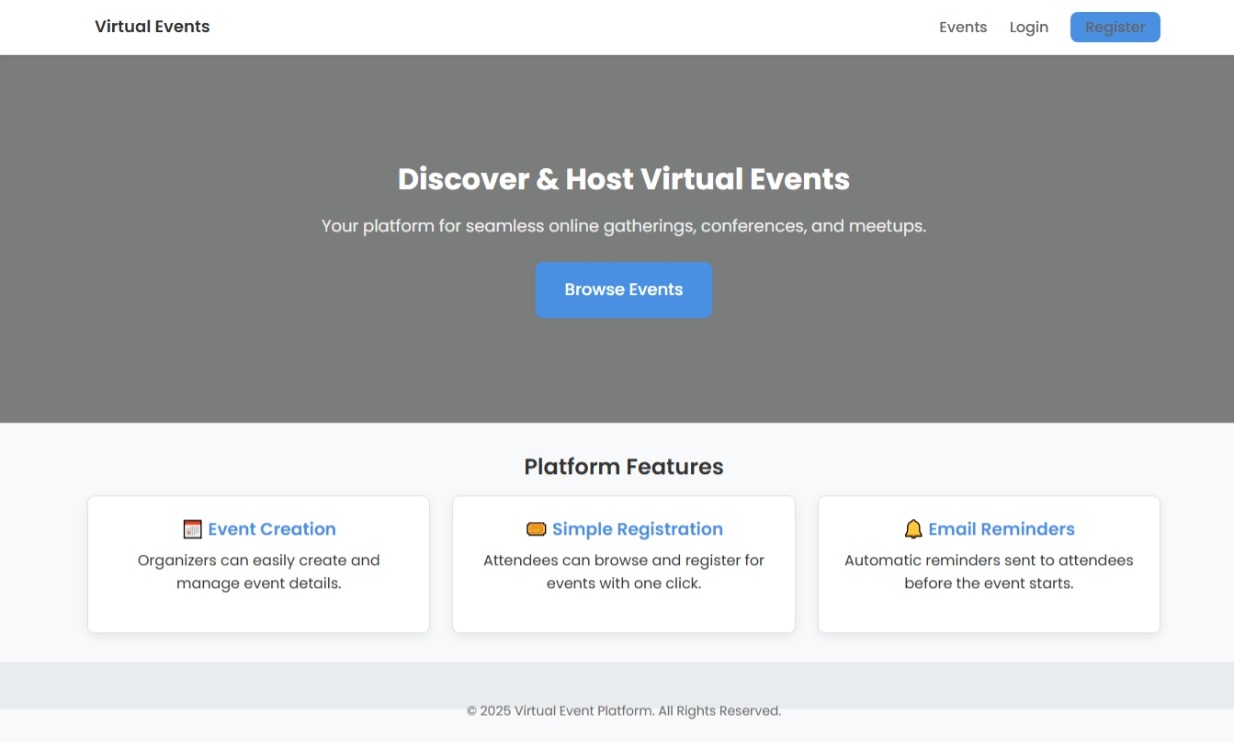 Virtual Events
Events
Login
Register
Discover & Host Virtual Events
Your platform for seamless online gatherings, conferences, and meetups.
Browse Events
Platform Features
Event Creation
Organizers can easily create and
manage event details.
Simple Registration
Attendees can browse and register for
events with one click.
Email Reminders
Automatic reminders sent to attendees
before the event starts.
© 2025 Virtual Event Platform. All Rights Reserved.